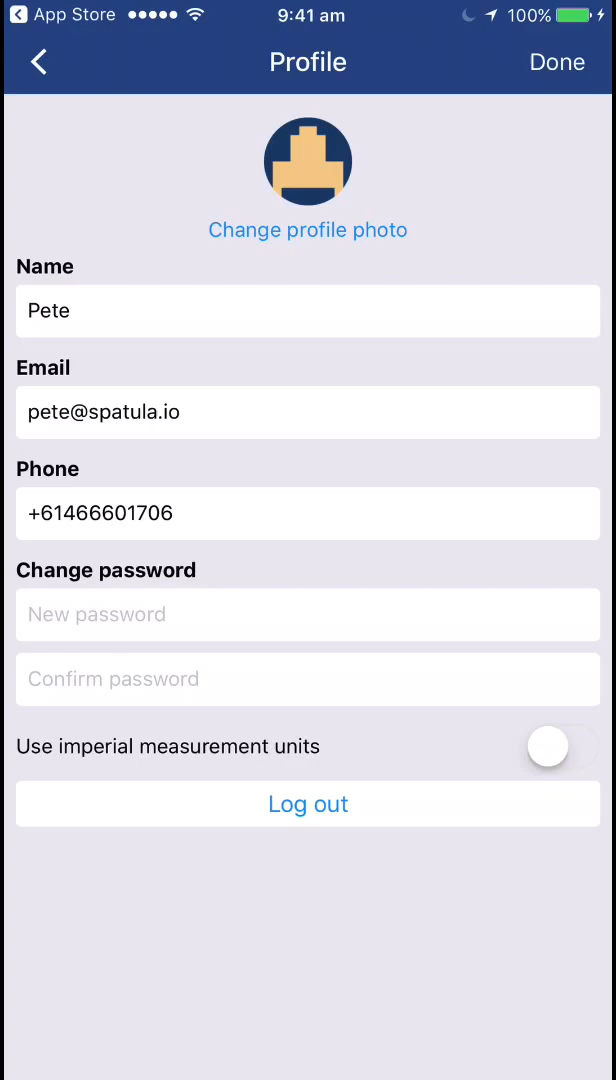 App Store 9:41 am 100%
Profile Done
Change profile photo
Name
Pete
Email
pete@spatula.io
Phone
+61466601706
Change password
New password
Confirm password
Use imperial measurement units
Log out